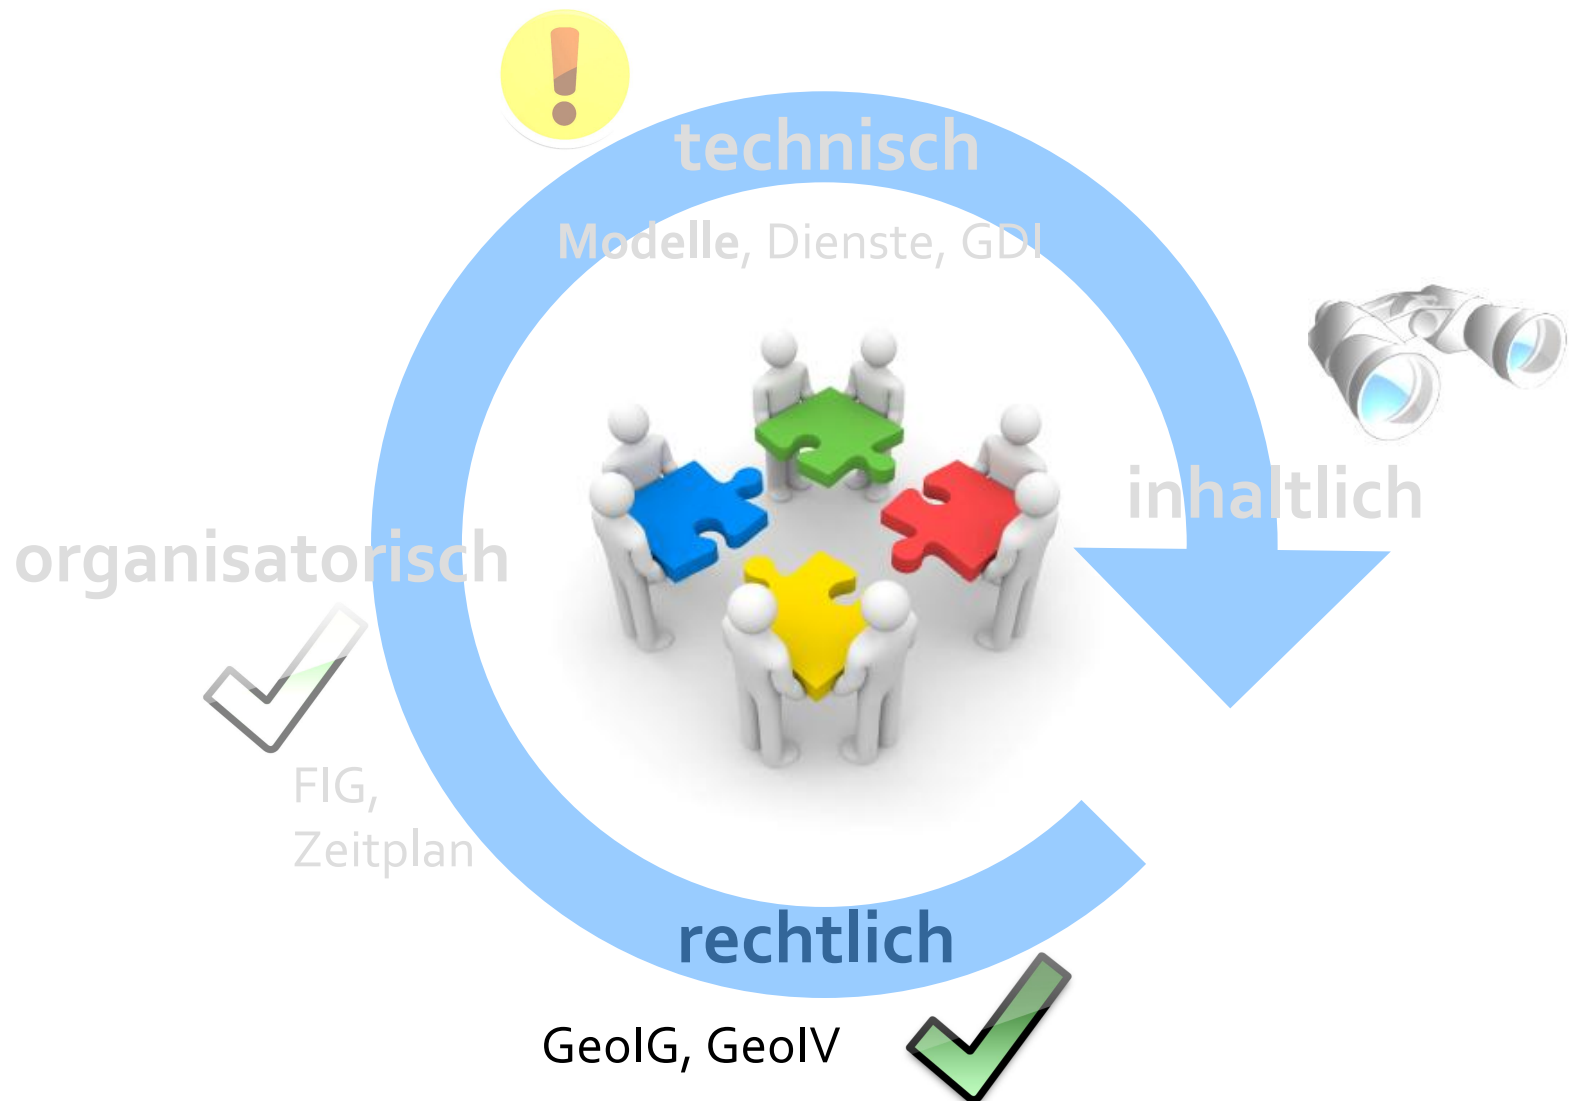 technisch
Modelle, Dienste, GDI
inhaltlich
organisatorisch
FIG,
Zeitplan
rechtlich
GeoIG, GeoIV